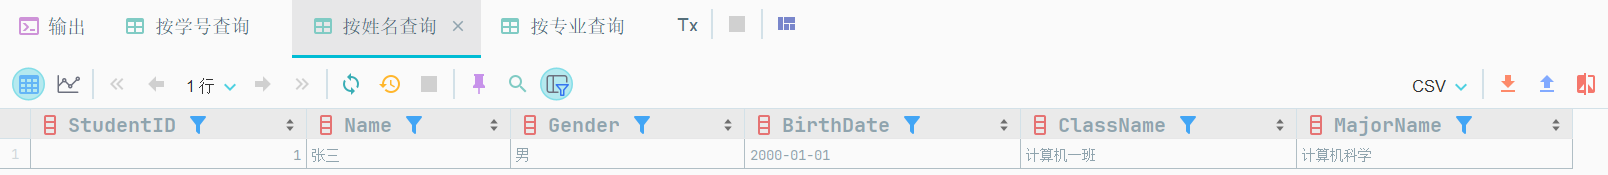 输出 按学号查询 按姓名查询 按专业查询 Tx
1 行 CSV
StudentID Name Gender BirthDate ClassName MajorName
1 1 张三 男 2000-01-01 计算机一班 计算机科学